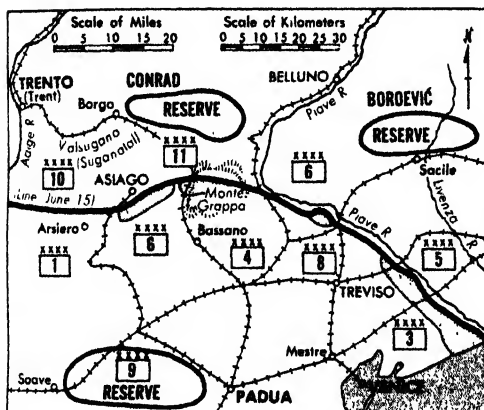 Scale of Miles
0 5 10 15 20
Scale of Kilometers
0 5 10 15 20 25 30
N
TRENTO
(Trent)
Borgo
CONRAD
RESERVE
BELLUNO
Piave R
BOROEVIĆ
RESERVE
Sacile
Livenza R
Valsugana
(Suganatal)
XXXX
10
XXXX
11
XXXX
6
Line June 15)
ASIAGO
Monte
Grappa
Arsiero
XXXX
1
XXXX
6
Bassano
XXXX
4
XXXX
8
Piave R
XXXX
5
TREVISO
XXXX
3
Mestre
VENICE
XXXX
9
RESERVE
Soave
PADUA